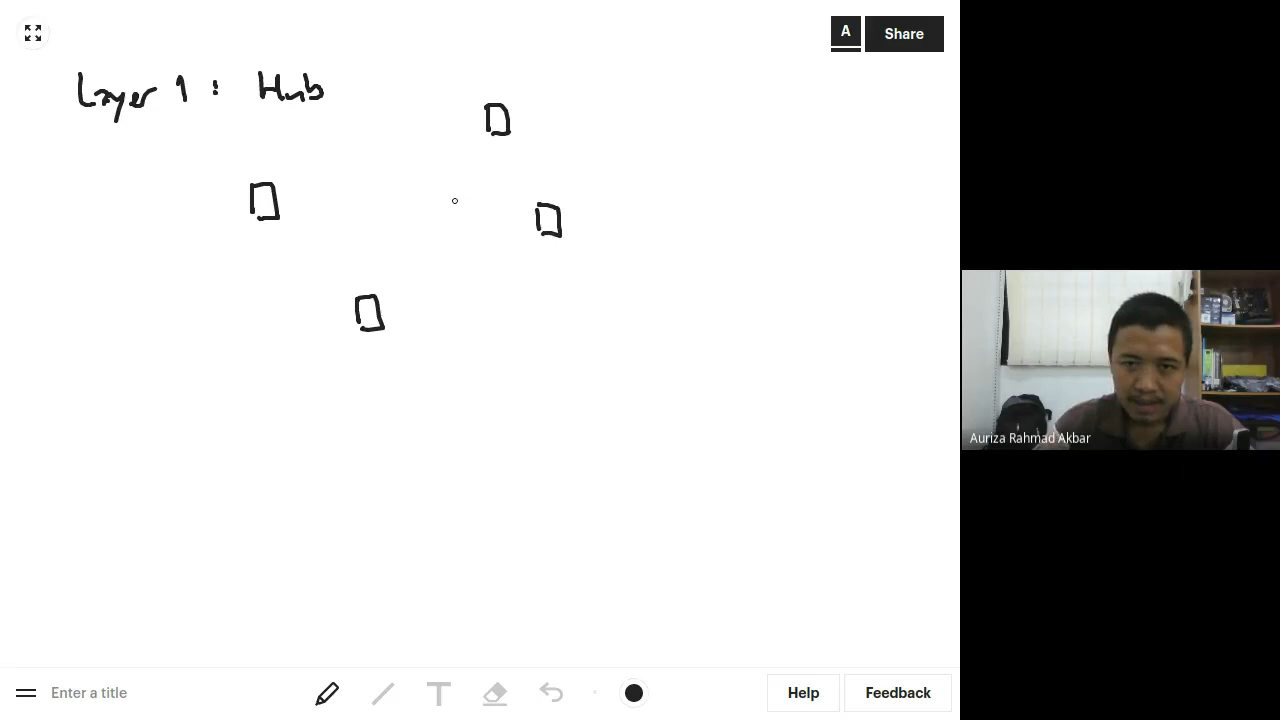 A
Share
Layer 1 : Hub
Auriza Rahmad Akbar
Enter a title
T
Help
Feedback